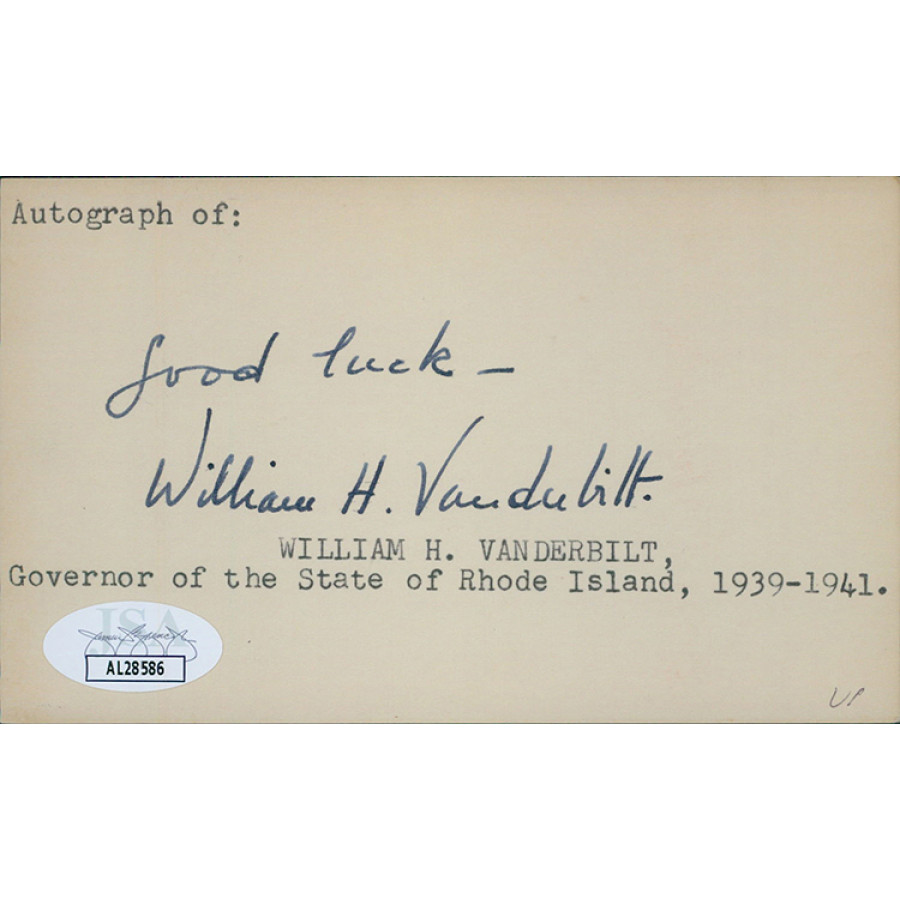 Autograph of:
Good luck –
William H. Vanderbilt.
WILLIAM H. VANDERBILT,
Governor of the State of Rhode Island, 1939-1941.
JSA
AL28586